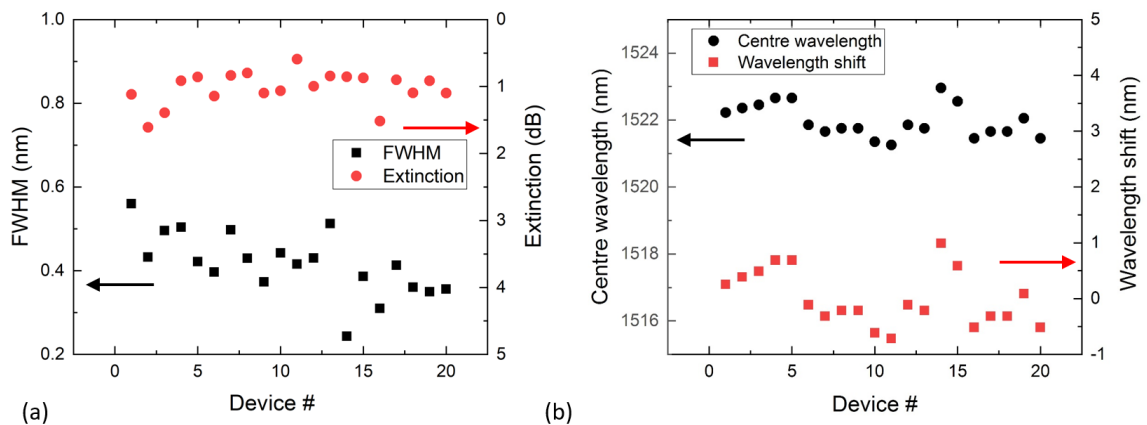 1.0
0.8
0.6
0.4
0.2
FWHM (nm)
0
1
2
3
4
5
Extinction (dB)
FWHM
Extinction
0
5
10
15
20
Device #
(a)
1524
1522
1520
1518
1516
Centre wavelength (nm)
5
4
3
2
1
0
-1
Wavelength shift (nm)
Centre wavelength
Wavelength shift
0
5
10
15
20
Device #
(b)